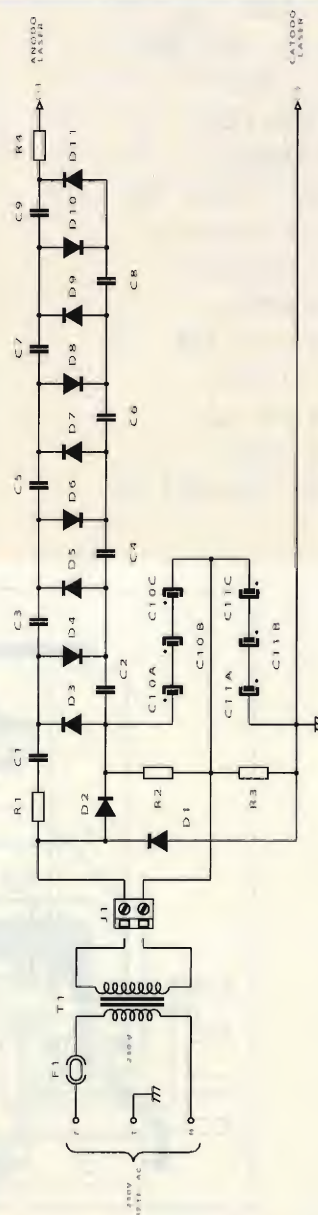 ANODO
LASER
R1
C1
C3
C5
C7
C9
R4
D2
D3
D4
D5
D6
D7
D8
D9
D10
D11
C2
C4
C6
C8
F1
T1
J1
D1
R2
R3
C10A
C10B
C10C
C11A
C11B
C11C
T
CATODO
LASER